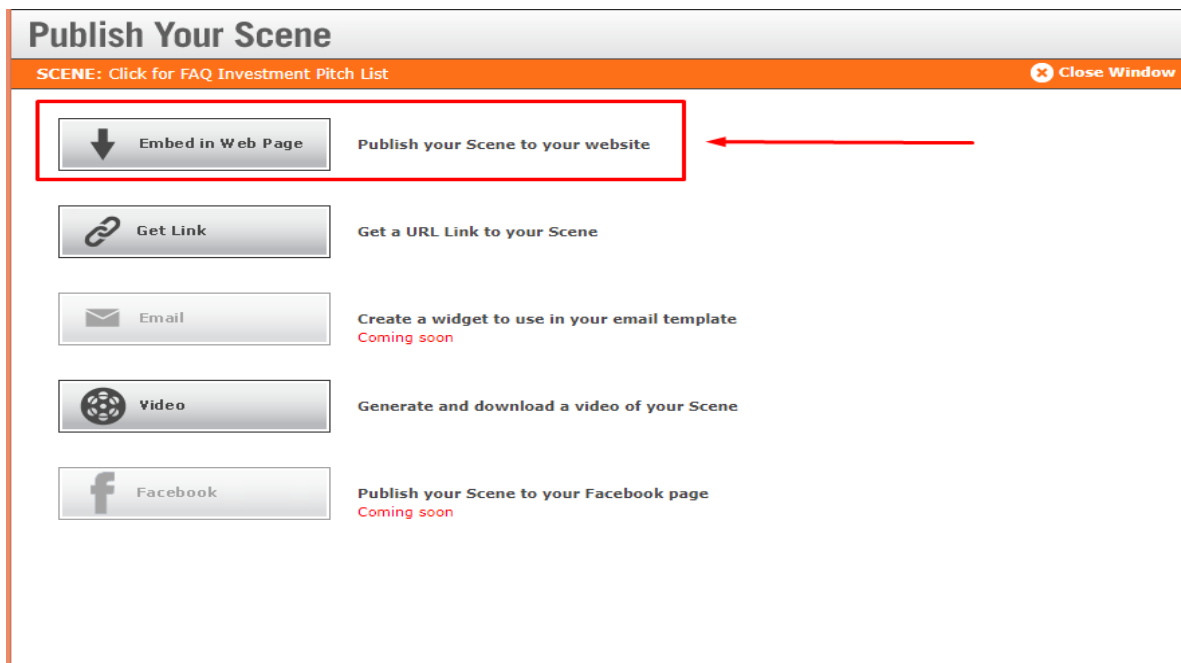 Publish Your Scene
SCENE: Click for FAQ Investment Pitch List
Close Window
Embed in Web Page
Publish your Scene to your website
Get Link
Get a URL Link to your Scene
Email
Create a widget to use in your email template
Coming soon
Video
Generate and download a video of your Scene
Facebook
Publish your Scene to your Facebook page
Coming soon